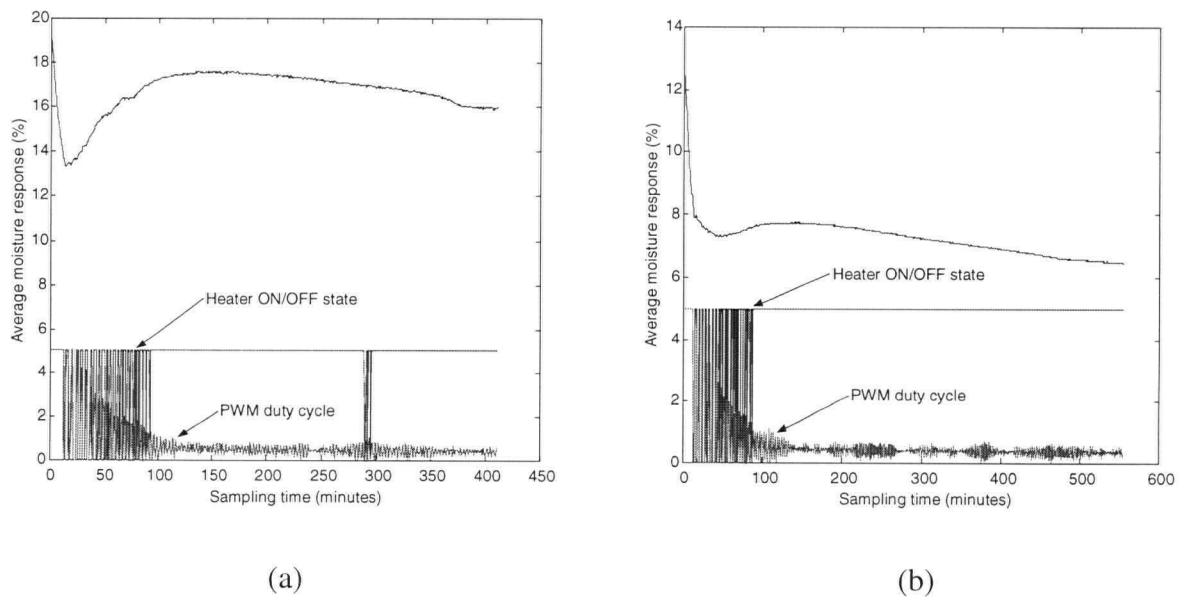 20
18
16
14
12
10
8
6
4
2
0
Average moisture response (%)
Heater ON/OFF state
PWM duty cycle
0 50 100 150 200 250 300 350 400 450
Sampling time (minutes)
(a)
14
12
10
8
6
4
2
0
Average moisture response (%)
Heater ON/OFF state
PWM duty cycle
0 100 200 300 400 500 600
Sampling time (minutes)
(b)